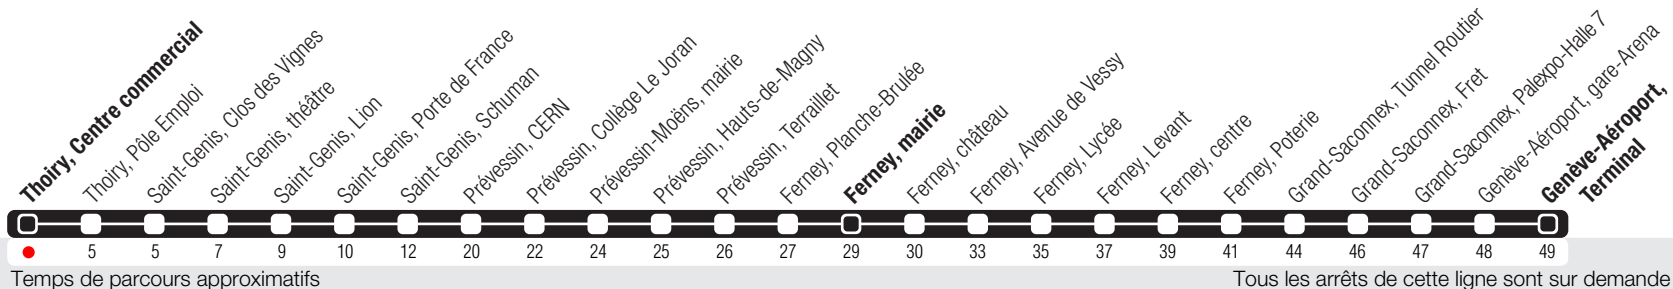 Thoiry, Centre commercial
Thoiry, Pôle Emploi
Saint-Genis, Clos des Vignes
Saint-Genis, théâtre
Saint-Genis, Lion
Saint-Genis, Porte de France
Saint-Genis, Schuman
Prévessin, CERN
Prévessin, Collège Le Joran
Prévessin-Moëns, mairie
Prévessin, Hauts-de-Magny
Prévessin, Terraillet
Ferney, Planche-Brulée
Ferney, mairie
Ferney, château
Ferney, Avenue de Vessy
Ferney, Lycée
Ferney, Levant
Ferney, centre
Ferney, Poterie
Grand-Saconnex, Tunnel Routier
Grand-Saconnex, Fret
Grand-Saconnex, Palexpo-Halle 7
Genève-Aéroport, gare-Arena
Genève-Aéroport,
Terminal
5 5 7 9 10 12 20 22 24 25 26 27 29 30 33 35 37 39 41 44 46 47 48 49
Temps de parcours approximatifs
Tous les arrêts de cette ligne sont sur demande